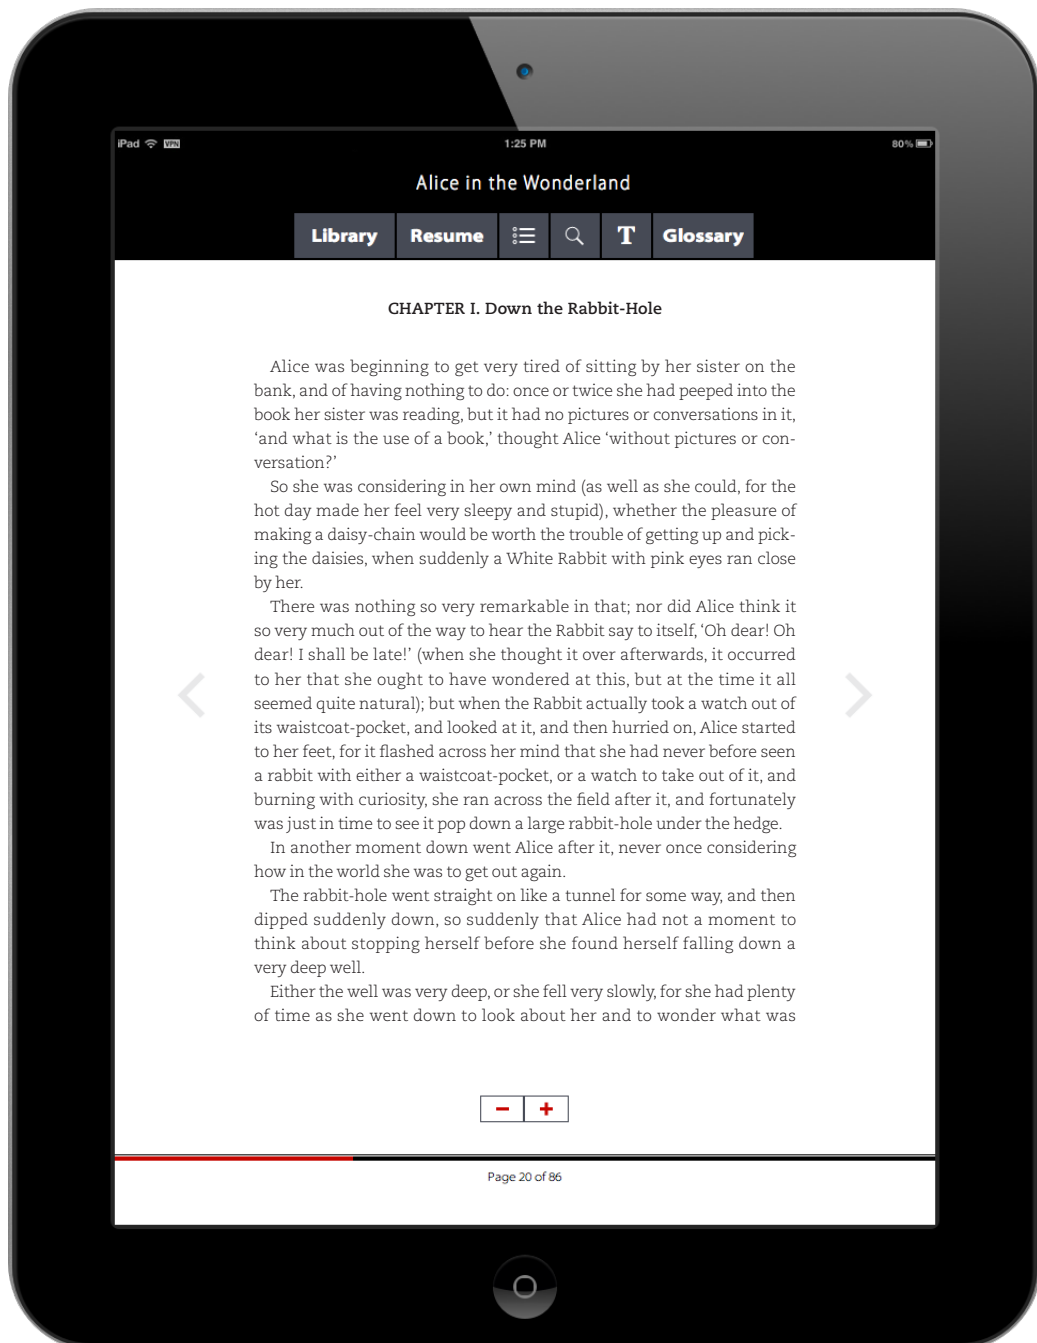 iPad VPN 1:25 PM 80%
Alice in the Wonderland
Library Resume T Glossary
CHAPTER I. Down the Rabbit-Hole
Alice was beginning to get very tired of sitting by her sister on the
bank, and of having nothing to do: once or twice she had peeped into the
book her sister was reading, but it had no pictures or conversations in it,
‘and what is the use of a book,’ thought Alice ‘without pictures or con-
versation?’
So she was considering in her own mind (as well as she could, for the
hot day made her feel very sleepy and stupid), whether the pleasure of
making a daisy-chain would be worth the trouble of getting up and pick-
ing the daisies, when suddenly a White Rabbit with pink eyes ran close
by her.
There was nothing so very remarkable in that; nor did Alice think it
so very much out of the way to hear the Rabbit say to itself, ‘Oh dear! Oh
dear! I shall be late!’ (when she thought it over afterwards, it occurred
to her that she ought to have wondered at this, but at the time it all
seemed quite natural); but when the Rabbit actually took a watch out of
its waistcoat-pocket, and looked at it, and then hurried on, Alice started
to her feet, for it flashed across her mind that she had never before seen
a rabbit with either a waistcoat-pocket, or a watch to take out of it, and
burning with curiosity, she ran across the field after it, and fortunately
was just in time to see it pop down a large rabbit-hole under the hedge.
In another moment down went Alice after it, never once considering
how in the world she was to get out again.
The rabbit-hole went straight on like a tunnel for some way, and then
dipped suddenly down, so suddenly that Alice had not a moment to
think about stopping herself before she found herself falling down a
very deep well.
Either the well was very deep, or she fell very slowly, for she had plenty
of time as she went down to look about her and to wonder what was
− +
Page 20 of 86